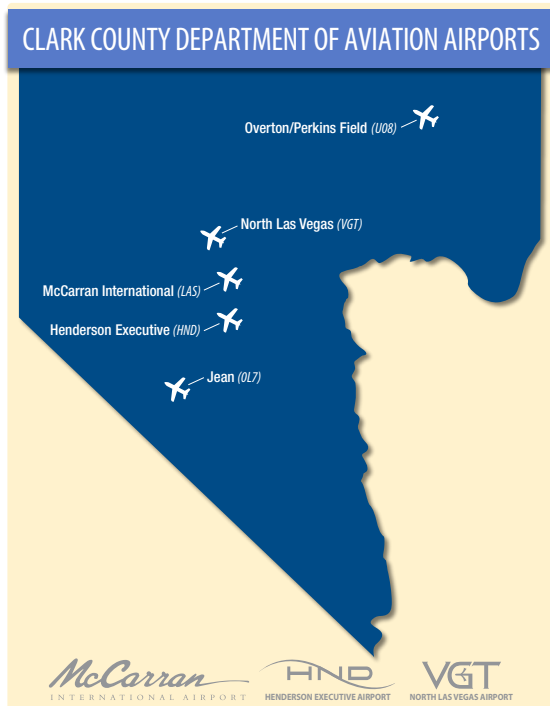 CLARK COUNTY DEPARTMENT OF AVIATION AIRPORTS
Overton/Perkins Field (U08)
North Las Vegas (VGT)
McCarran International (LAS)
Henderson Executive (HND)
Jean (0L7)
McCarran
INTERNATIONAL AIRPORT
HND
HENDERSON EXECUTIVE AIRPORT
VGT
NORTH LAS VEGAS AIRPORT